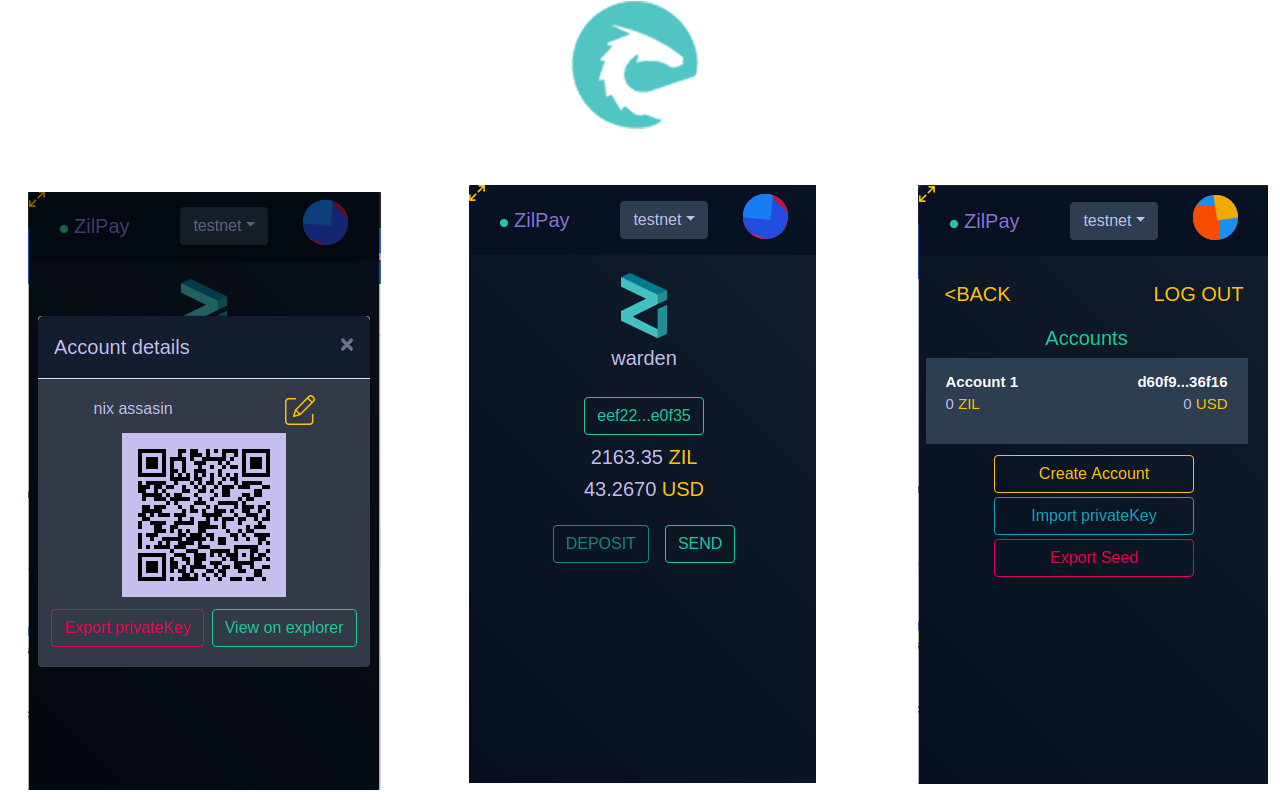 ZilPay testnet
Account details ×
nix assasin
Export privateKey View on explorer
ZilPay testnet
warden
eef22...e0f35
2163.35 ZIL
43.2670 USD
DEPOSIT SEND
ZilPay testnet
<BACK LOG OUT
Accounts
Account 1 d60f9...36f16
0 ZIL 0 USD
Create Account
Import privateKey
Export Seed